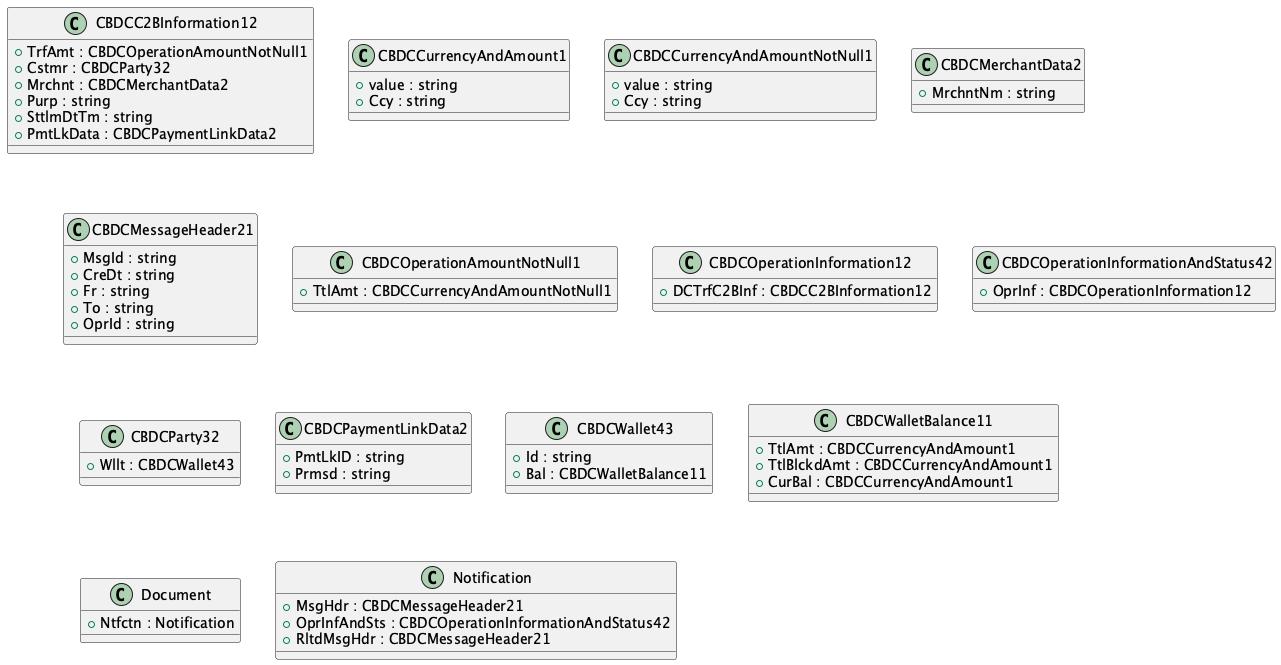 CBDCC2BInformation12
TrfAmt : CBDCOperationAmountNotNull1
Cstmr : CBDCParty32
Mrchnt : CBDCMerchantData2
Purp : string
SttlmDtTm : string
PmtLkData : CBDCPaymentLinkData2
CBDCCurrencyAndAmount1
value : string
Ccy : string
CBDCCurrencyAndAmountNotNull1
value : string
Ccy : string
CBDCMerchantData2
MrchntNm : string
CBDCMessageHeader21
MsgId : string
CreDt : string
Fr : string
To : string
OprId : string
CBDCOperationAmountNotNull1
TtlAmt : CBDCCurrencyAndAmountNotNull1
CBDCOperationInformation12
DCTrfC2BInf : CBDCC2BInformation12
CBDCOperationInformationAndStatus42
OprInf : CBDCOperationInformation12
CBDCParty32
Wllt : CBDCWallet43
CBDCPaymentLinkData2
PmtLkID : string
Prmsd : string
CBDCWallet43
Id : string
Bal : CBDCWalletBalance11
CBDCWalletBalance11
TtlAmt : CBDCCurrencyAndAmount1
TtlBlckdAmt : CBDCCurrencyAndAmount1
CurBal : CBDCCurrencyAndAmount1
Document
Ntfctn : Notification
Notification
MsgHdr : CBDCMessageHeader21
OprInfAndSts : CBDCOperationInformationAndStatus42
RltdMsgHdr : CBDCMessageHeader21